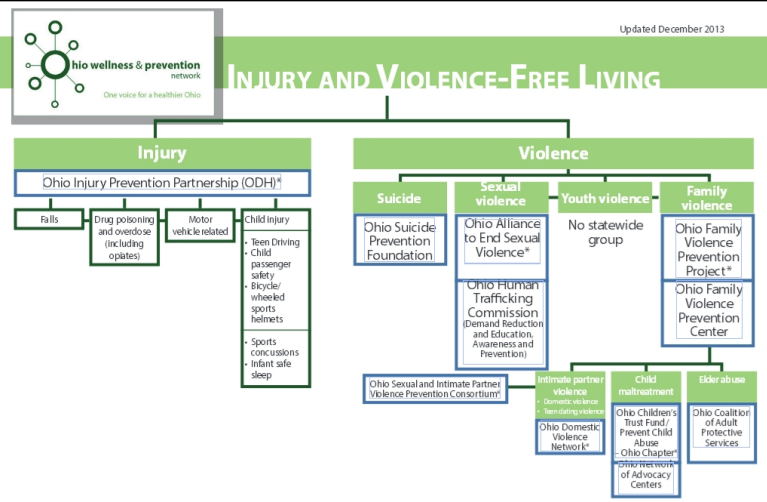 Updated December 2013
hio wellness & prevention
network
One voice for a healthier Ohio
INJURY AND VIOLENCE-FREE LIVING
Injury
Ohio Injury Prevention Partnership (ODH)*
Falls
Drug poisoning
and overdose
(including
opiates)
Motor
vehicle related
Child injury
• Teen Driving
• Child
passenger
safety
• Bicycle/
wheeled
sports
helmets
• Sports
concussions
• Infant safe
sleep
Violence
Suicide
Ohio Suicide
Prevention
Foundation
Sexual
violence
Ohio Alliance
to End Sexual
Violence*
Ohio Human
Trafficking
Commission
(Demand Reduction
and Education,
Awareness and
Prevention)
Youth violence
No statewide
group
Family
violence
Ohio Family
Violence
Prevention
Project*
Ohio Family
Violence
Prevention
Center
Ohio Sexual and Intimate Partner
Violence Prevention Consortium*
Intimate partner
violence
• Domestic violence
• Teen dating violence
Ohio Domestic
Violence
Network*
Child
maltreatment
Ohio Children's
Trust Fund/
Prevent Child
Abuse
– Ohio Chapter*
Ohio Network
of Advocacy
Centers
Elder abuse
Ohio Coalition
of Adult
Protective
Services